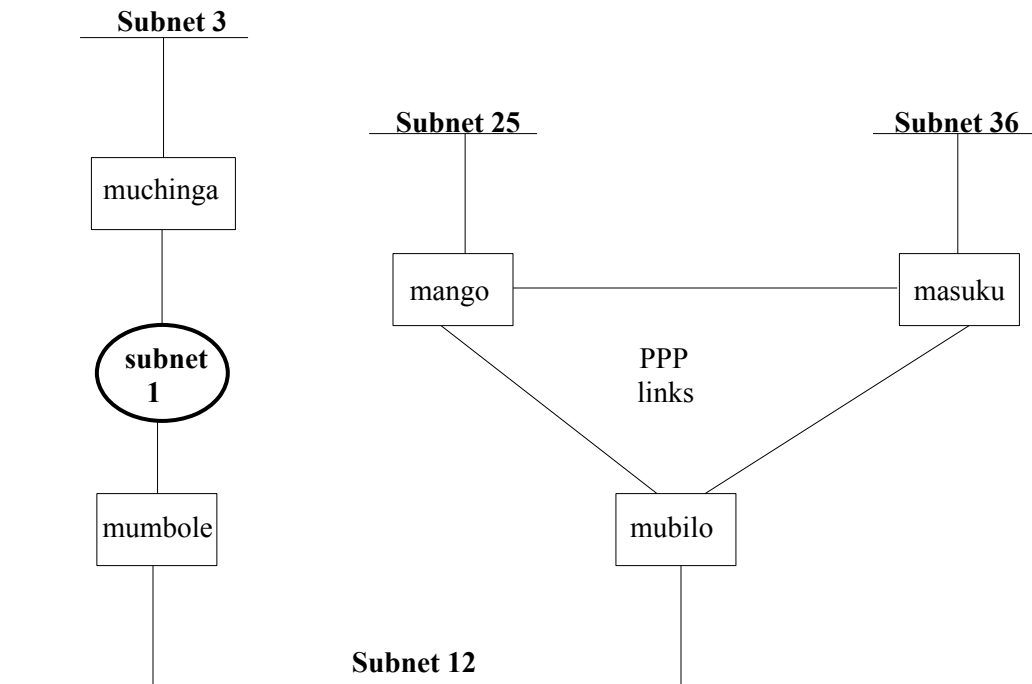 Subnet 3
Subnet 25
Subnet 36
muchinga
mango
masuku
subnet
1
PPP
links
mumbole
mubilo
Subnet 12